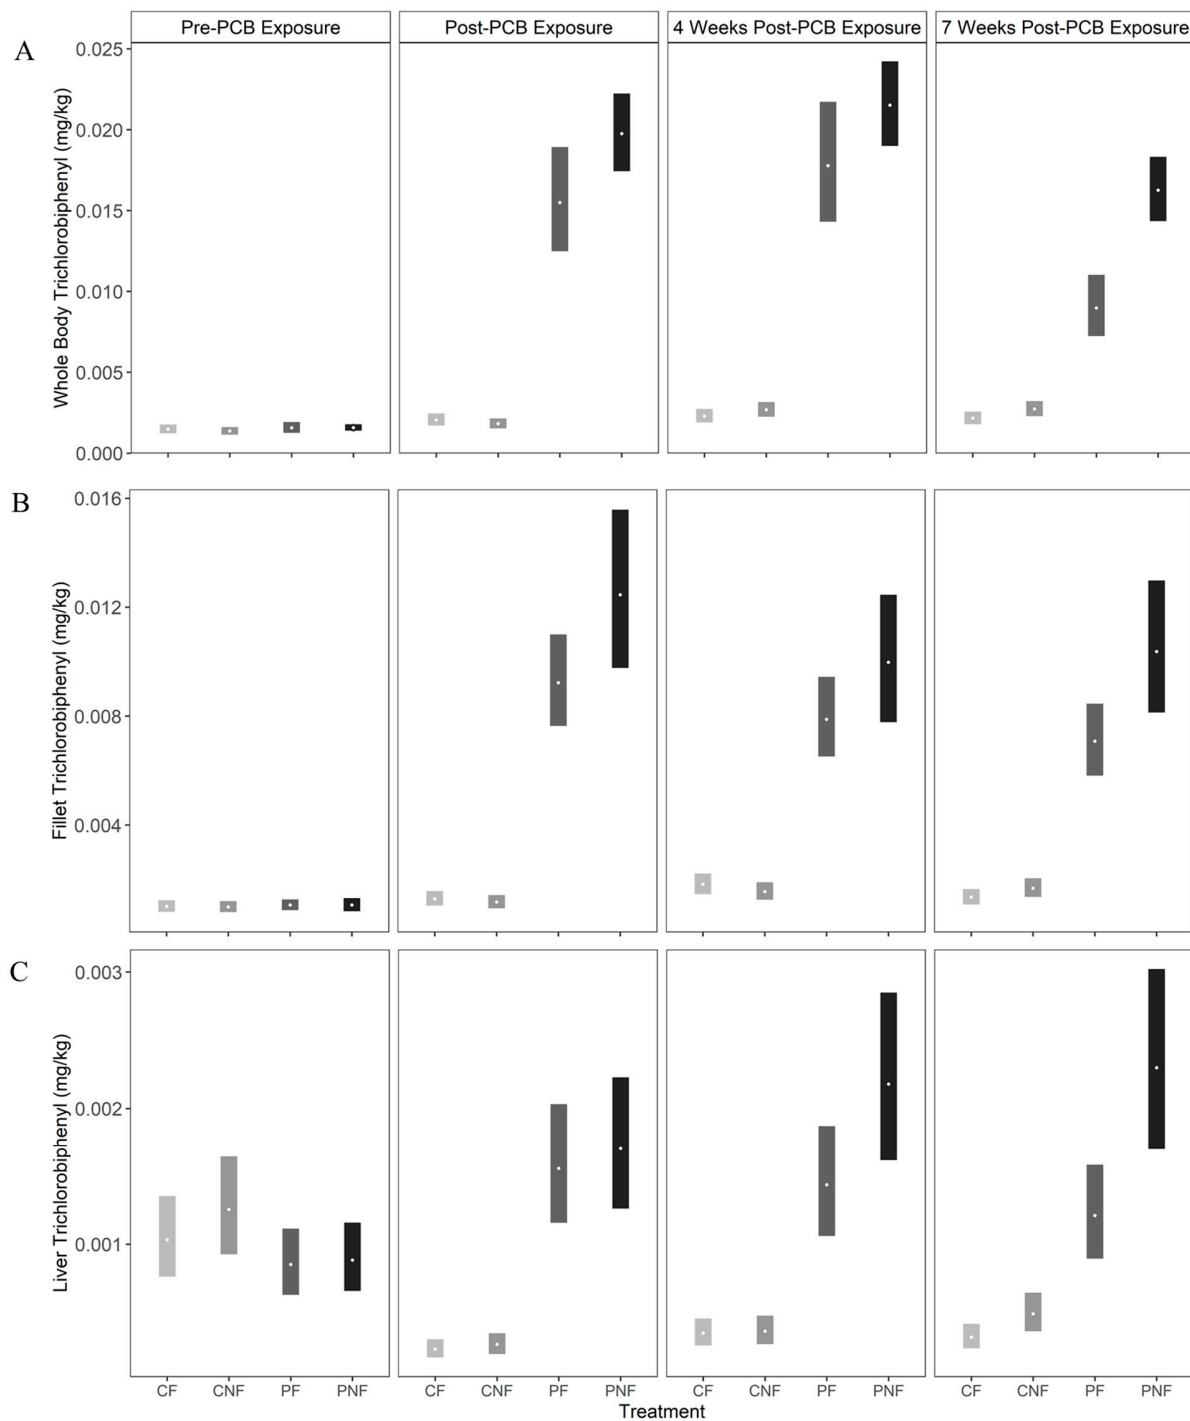 Pre-PCB Exposure
Post-PCB Exposure
4 Weeks Post-PCB Exposure
7 Weeks Post-PCB Exposure
A
Whole Body Trichlorobiphenyl (mg/kg)
0.025
0.020
0.015
0.010
0.005
0.000
B
Fillet Trichlorobiphenyl (mg/kg)
0.016
0.012
0.008
0.004
C
Liver Trichlorobiphenyl (mg/kg)
0.003
0.002
0.001
CF CNF PF PNF
CF CNF PF PNF
CF CNF PF PNF
CF CNF PF PNF
Treatment